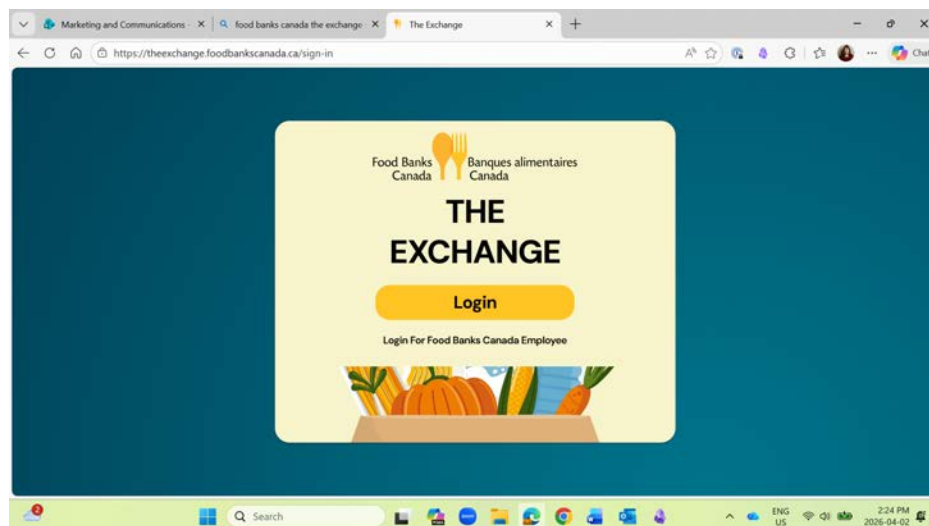 Marketing and Communications
food banks canada the exchange
The Exchange
https://theexchange.foodbankscanada.ca/sign-in
Chat
Food Banks Canada
Banques alimentaires Canada
THE
EXCHANGE
Login
Login For Food Banks Canada Employee
2
Search
ENG
US
2:24 PM
2026-04-02